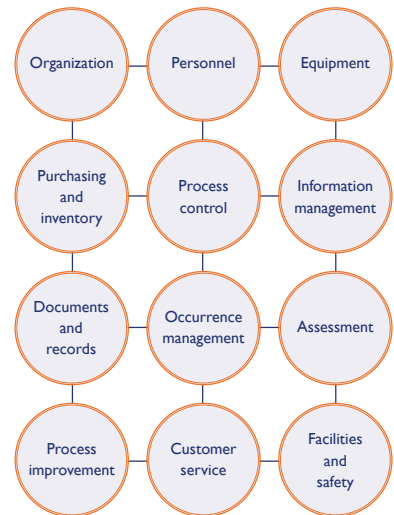 Organization
Personnel
Equipment
Purchasing
and
inventory
Process
control
Information
management
Documents
and
records
Occurrence
management
Assessment
Process
improvement
Customer
service
Facilities
and
safety